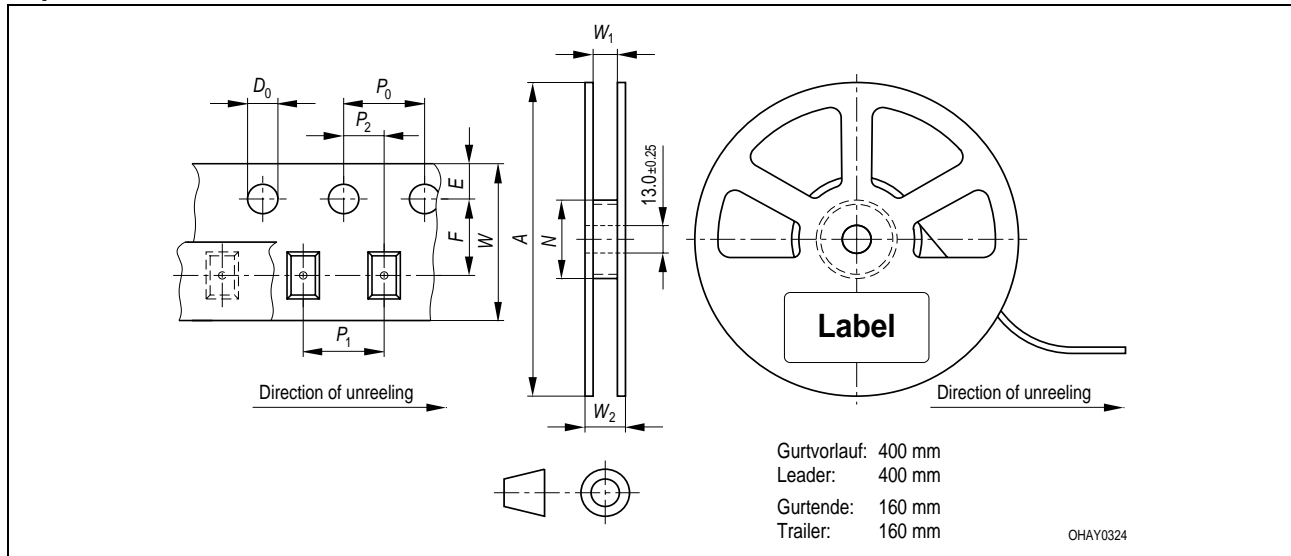 W₁
D₀
P₀
P₂
E
F
W
P₁
A
N
13.0±0.25
W₂
Label
Direction of unreeling
Direction of unreeling
Gurtvorlauf: 400 mm
Leader: 400 mm
Gurtende: 160 mm
Trailer: 160 mm
OHAY0324